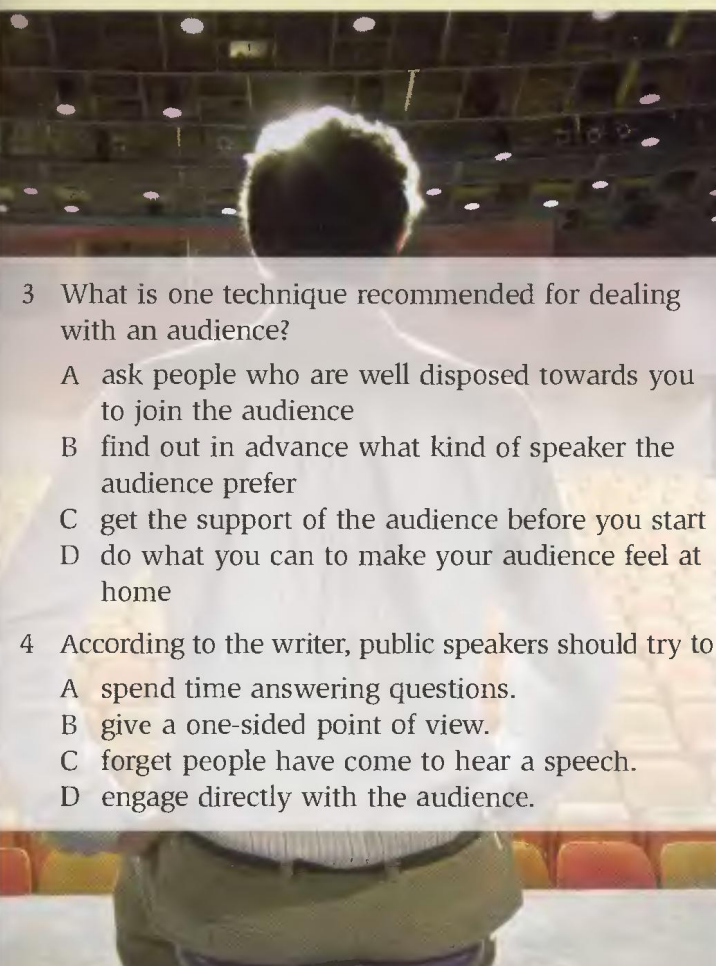 3 What is one technique recommended for dealing
with an audience?
A ask people who are well disposed towards you
to join the audience
B find out in advance what kind of speaker the
audience prefer
C get the support of the audience before you start
D do what you can to make your audience feel at
home
4 According to the writer, public speakers should try to
A spend time answering questions.
B give a one-sided point of view.
C forget people have come to hear a speech.
D engage directly with the audience.